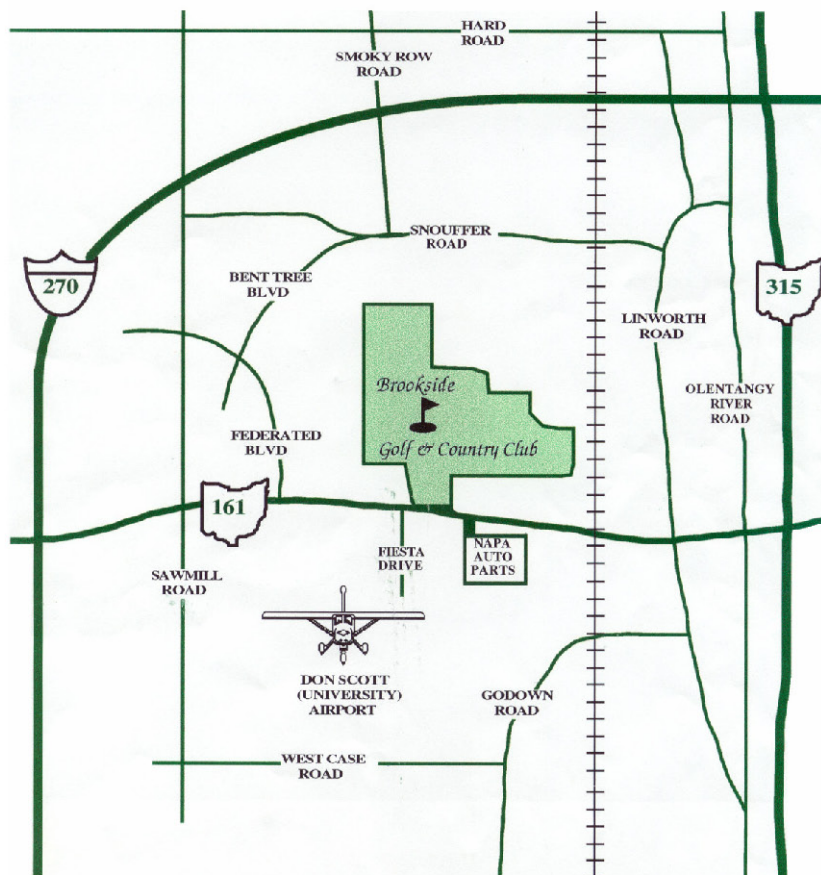 HARD
ROAD
SMOKY ROW
ROAD
SNOUFFER
ROAD
BENT TREE
BLVD
270
315
LINWORTH
ROAD
Brookside
OLENTANGY
RIVER
ROAD
Golf & Country Club
FEDERATED
BLVD
161
NAPA
AUTO
PARTS
FIESTA
DRIVE
SAWMILL
ROAD
DON SCOTT
(UNIVERSITY)
AIRPORT
GODOWN
ROAD
WEST CASE
ROAD